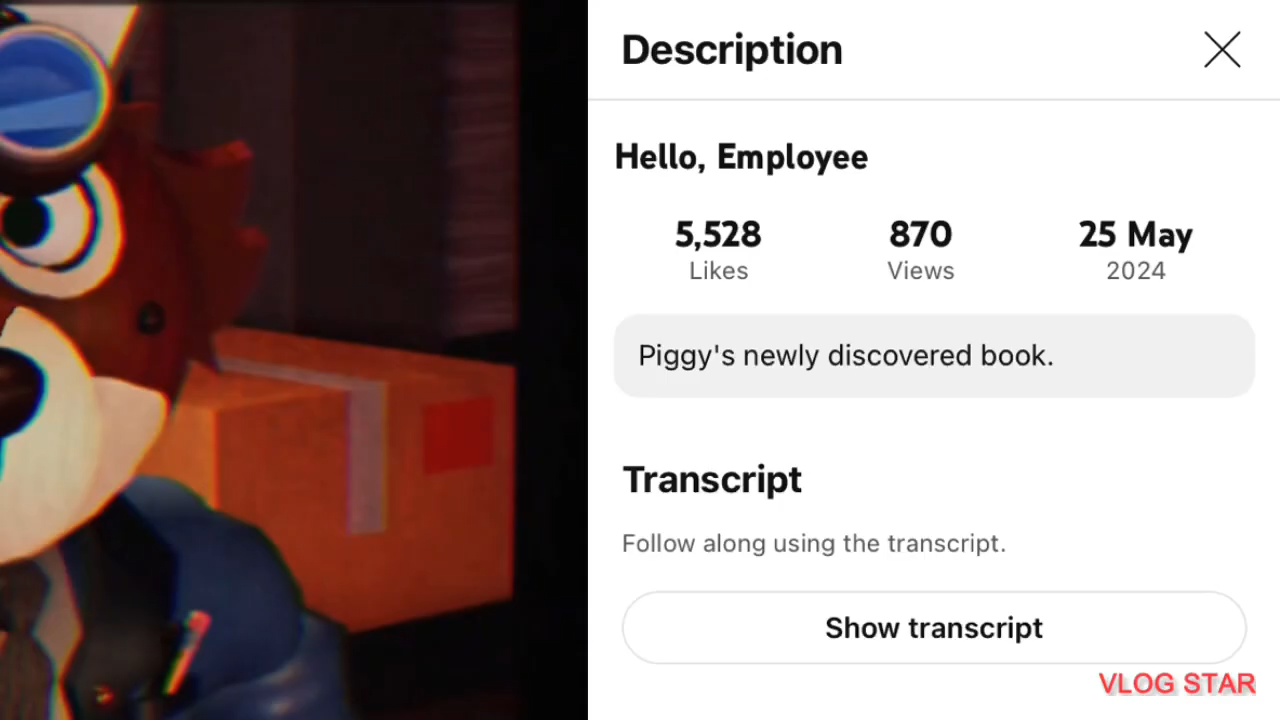 Description
Hello, Employee
5,528 870 25 May
Likes Views 2024
Piggy's newly discovered book.
Transcript
Follow along using the transcript.
Show transcript
VLOG STAR